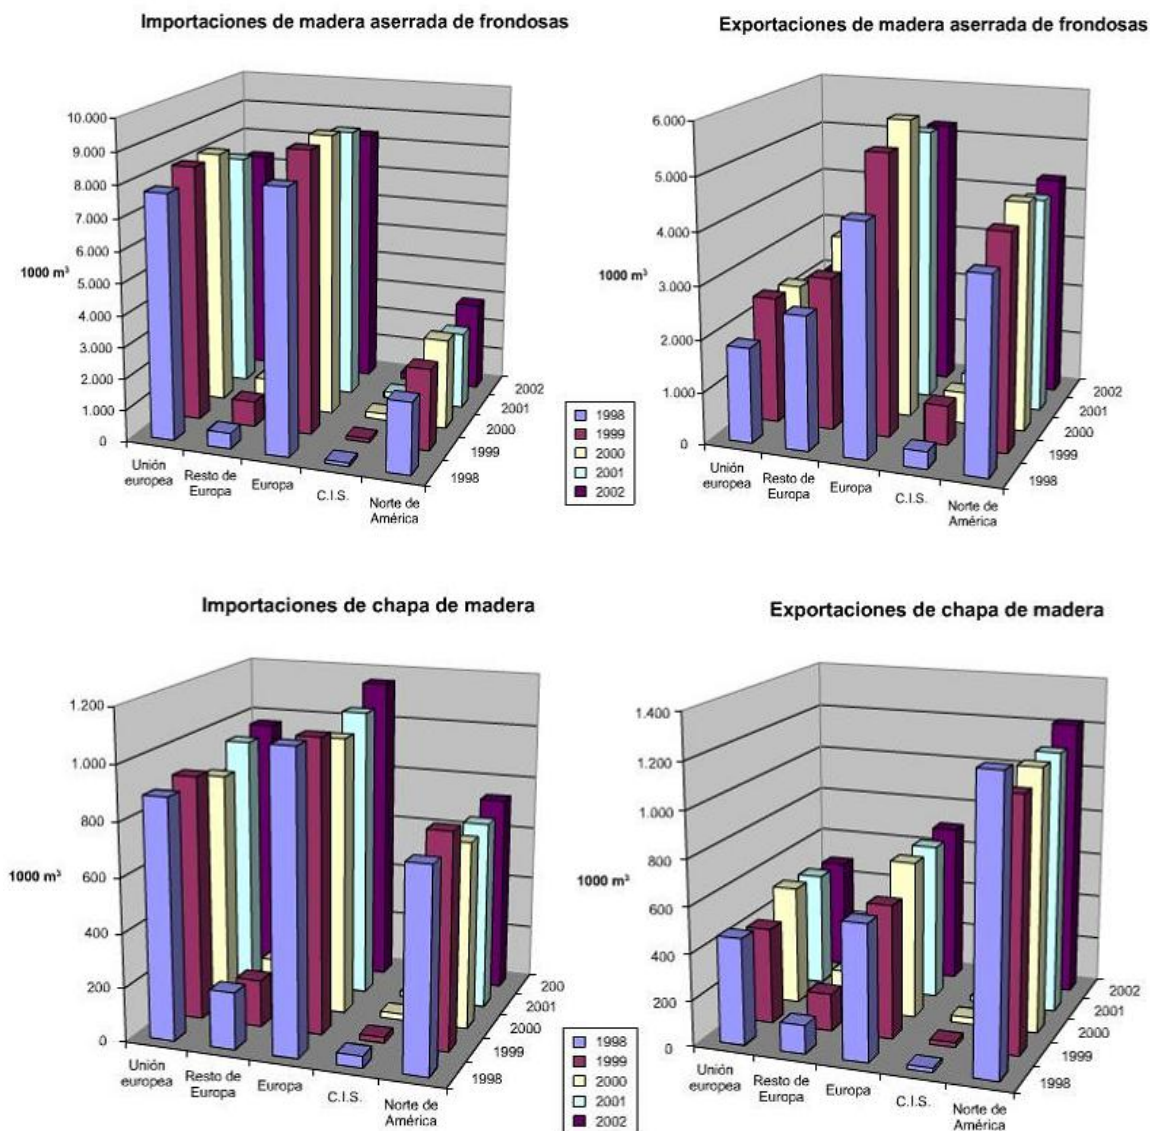 Importaciones de madera aserrada de frondosas
10.000
9.000
8.000
7.000
6.000
5.000
4.000
3.000
2.000
1.000
0
1000 m³
Unión
europea
Resto de
Europa
Europa
C.I.S.
Norte de
América
1998
1999
2000
2001
2002
Exportaciones de madera aserrada de frondosas
6.000
5.000
4.000
3.000
2.000
1.000
0
1000 m³
Unión
europea
Resto de
Europa
Europa
C.I.S.
Norte de
América
1998
1999
2000
2001
2002
1998
1999
2000
2001
2002
Importaciones de chapa de madera
1.200
1.000
800
600
400
200
0
1000 m³
Unión
europea
Resto de
Europa
Europa
C.I.S.
Norte de
América
1998
1999
2000
2001
200
Exportaciones de chapa de madera
1.400
1.200
1.000
800
600
400
200
0
1000 m³
Unión
europea
Resto de
Europa
Europa
C.I.S.
Norte de
América
1998
1999
2000
2001
2002
1998
1999
2000
2001
2002